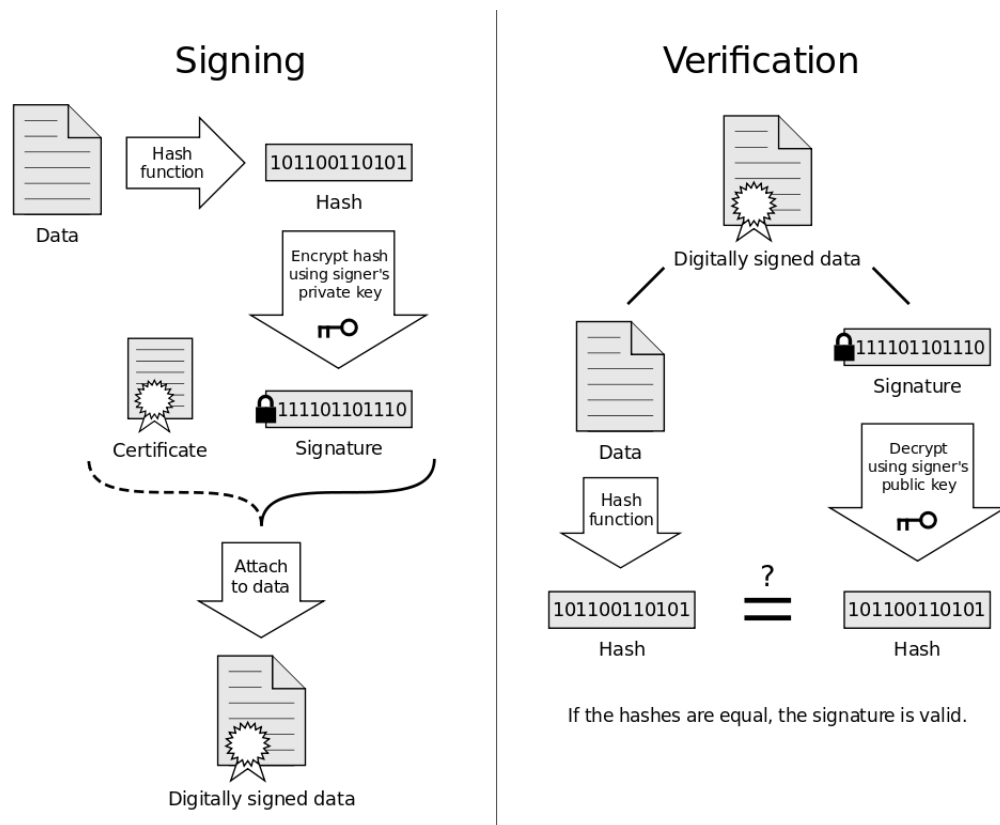 Signing
Hash
function
101100110101
Hash
Data
Encrypt hash
using signer's
private key
111101101110
Certificate
Signature
Attach
to data
Digitally signed data
Verification
Digitally signed data
111101101110
Signature
Data
Decrypt
using signer's
public key
Hash
function
?
101100110101
101100110101
Hash
Hash
If the hashes are equal, the signature is valid.